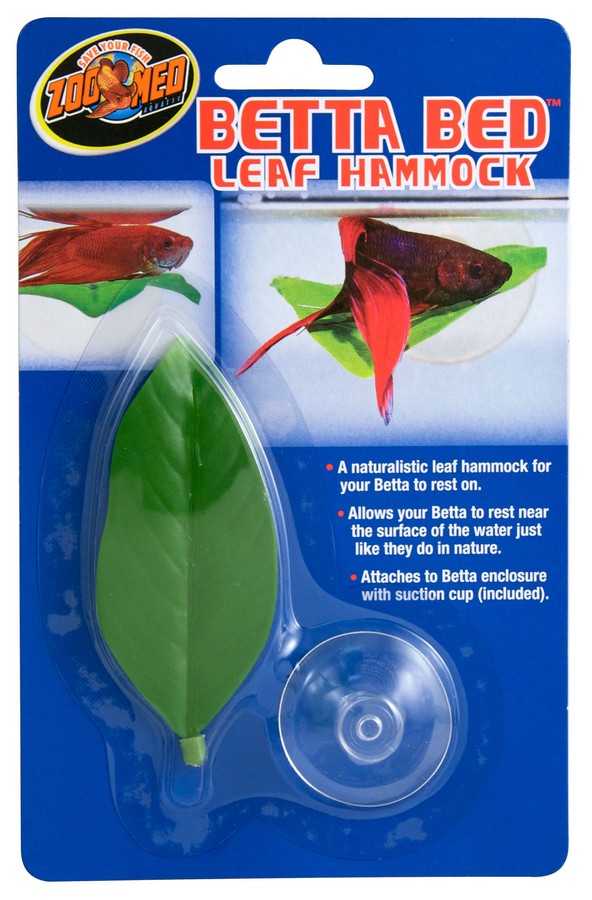 SAVE YOUR FISH
ZOO MED
AQUATIC
BETTA BED™
LEAF HAMMOCK
• A naturalistic leaf hammock for
your Betta to rest on.
• Allows your Betta to rest near
the surface of the water just
like they do in nature.
• Attaches to Betta enclosure
with suction cup (included).